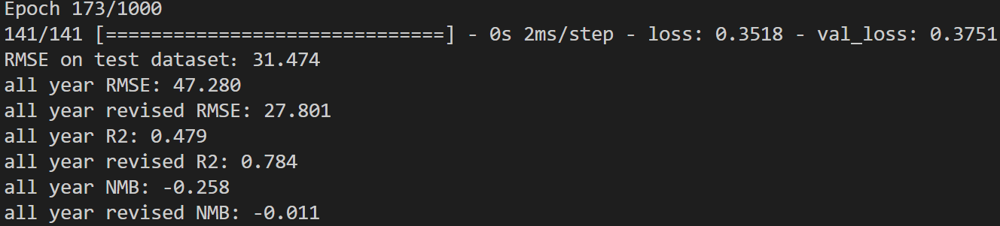 Epoch 173/1000
141/141 [==============================] - 0s 2ms/step - loss: 0.3518 - val_loss: 0.3751
RMSE on test dataset: 31.474
all year RMSE: 47.280
all year revised RMSE: 27.801
all year R2: 0.479
all year revised R2: 0.784
all year NMB: -0.258
all year revised NMB: -0.011